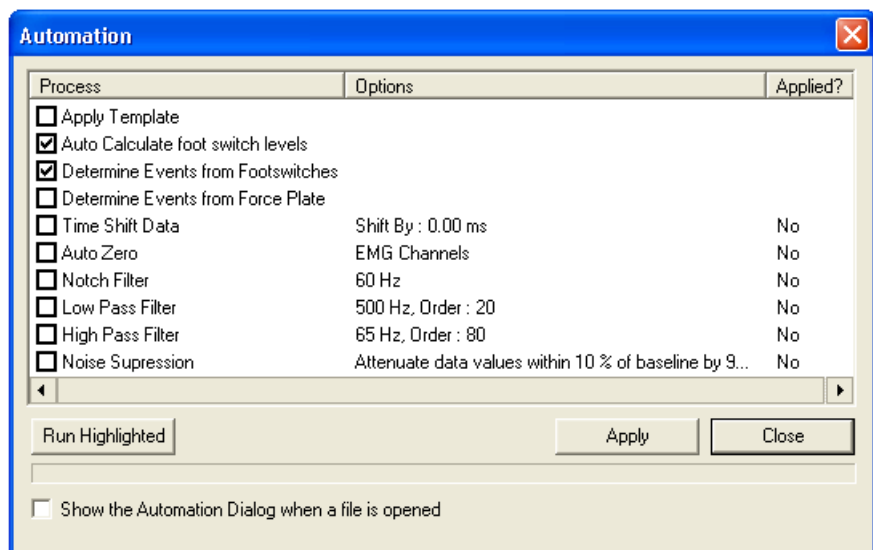 Automation
Process Options Applied?
Apply Template
Auto Calculate foot switch levels
Determine Events from Footswitches
Determine Events from Force Plate
Time Shift Data Shift By : 0.00 ms No
Auto Zero EMG Channels No
Notch Filter 60 Hz No
Low Pass Filter 500 Hz, Order : 20 No
High Pass Filter 65 Hz, Order : 80 No
Noise Supression Attenuate data values within 10 % of baseline by 9... No
Run Highlighted Apply Close
Show the Automation Dialog when a file is opened